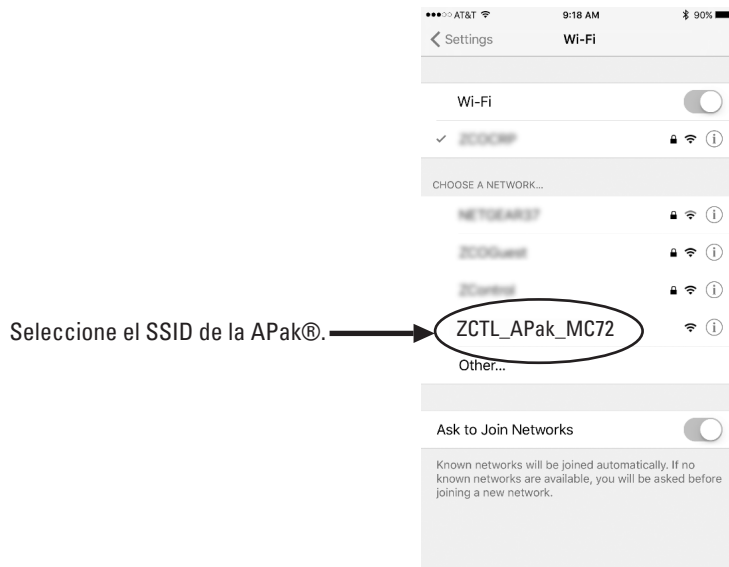 AT&T 9:18 AM 90%
Settings Wi-Fi
Wi-Fi
CHOOSE A NETWORK...
Seleccione el SSID de la APak®.
ZCTL_APak_MC72
Other...
Ask to Join Networks
Known networks will be joined automatically. If no
known networks are available, you will be asked before
joining a new network.